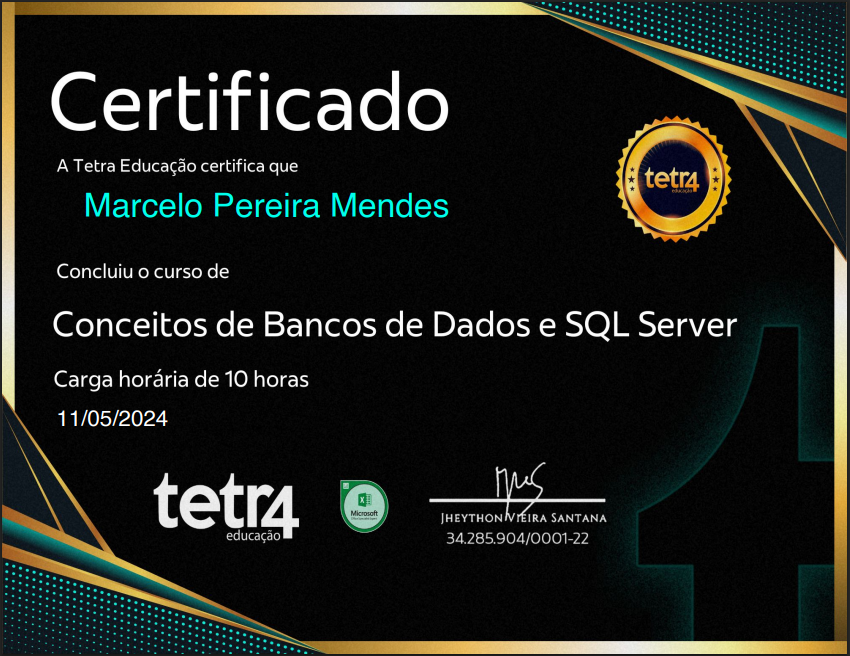 Certificado
A Tetra Educação certifica que
Marcelo Pereira Mendes
tetr4
educação
Concluiu o curso de
Conceitos de Bancos de Dados e SQL Server
Carga horária de 10 horas
11/05/2024
tetr4
educação
Microsoft
Jheython Vieira Santana
34.285.904/0001-22